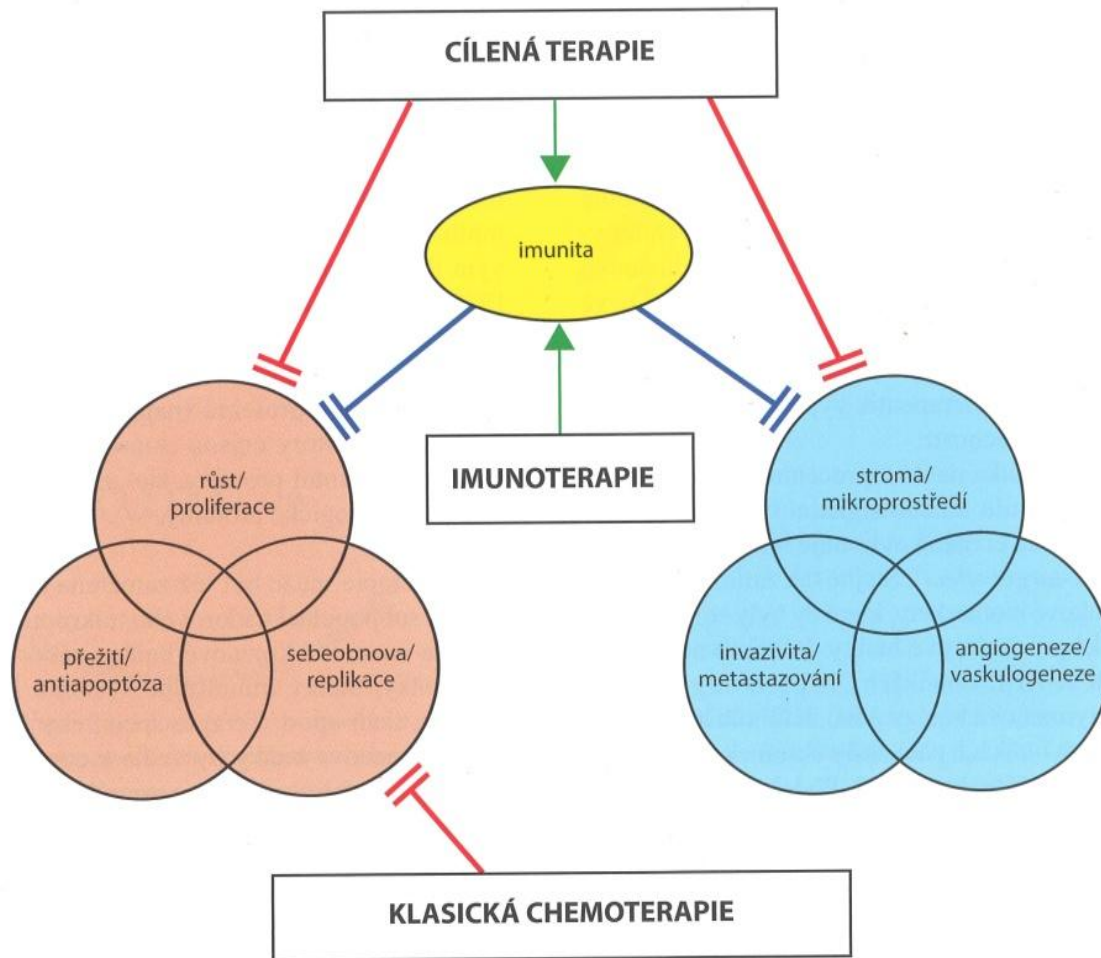 CÍLENÁ TERAPIE
imunita
IMUNOTERAPIE
růst/
proliferace
přežití/
antiapoptóza
sebeobnova/
replikace
stroma/
mikroprostředí
invazivita/
metastazování
angiogeneze/
vaskulogeneze
KLASICKÁ CHEMOTERAPIE